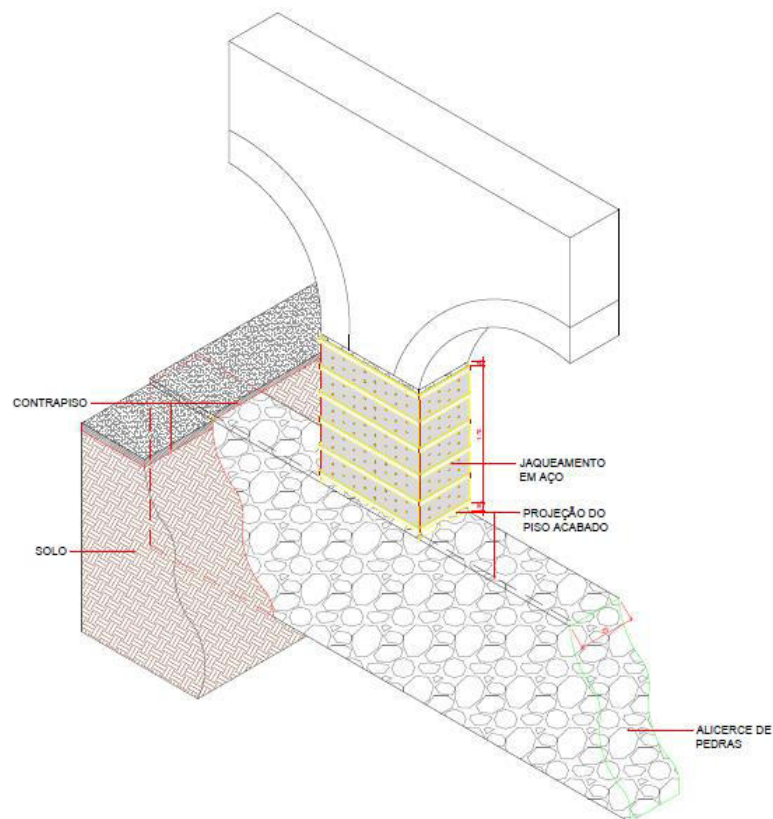 CONTRAPISO
JAQUEAMENTO
EM AÇO
PROJEÇÃO DO
PISO ACABADO
SOLO
ALICERCE DE
PEDRAS